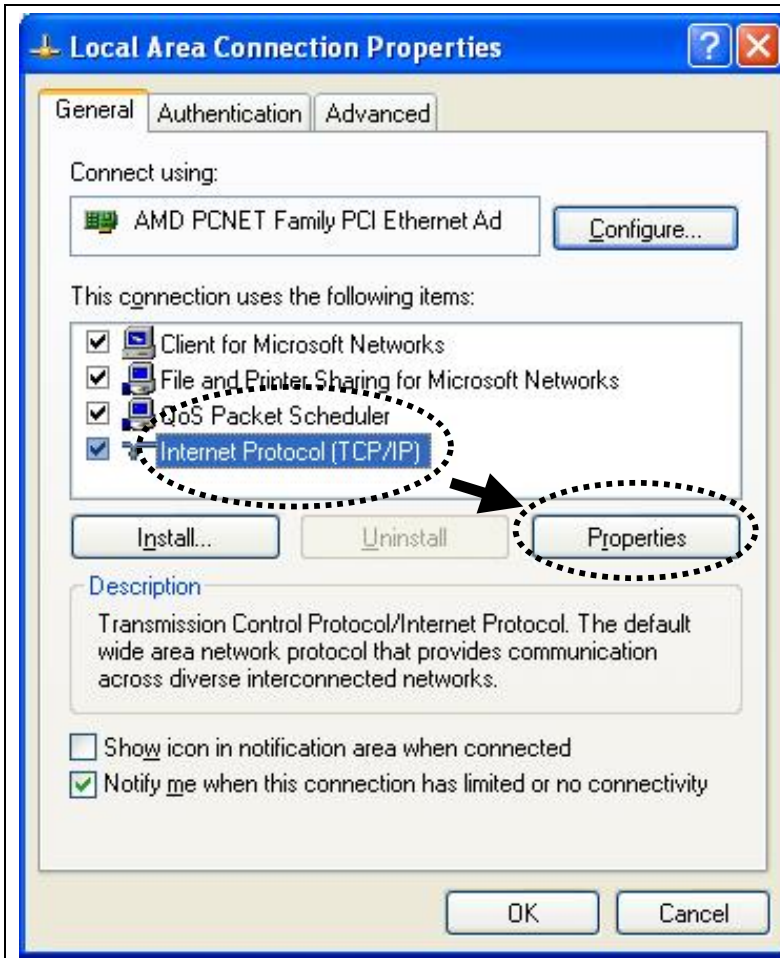 Local Area Connection Properties
General Authentication Advanced
Connect using:
AMD PCNET Family PCI Ethernet Ad
Configure...
This connection uses the following items:
Client for Microsoft Networks
File and Printer Sharing for Microsoft Networks
QoS Packet Scheduler
Internet Protocol (TCP/IP)
Install... Uninstall Properties
Description
Transmission Control Protocol/Internet Protocol. The default
wide area network protocol that provides communication
across diverse interconnected networks.
Show icon in notification area when connected
Notify me when this connection has limited or no connectivity
OK Cancel